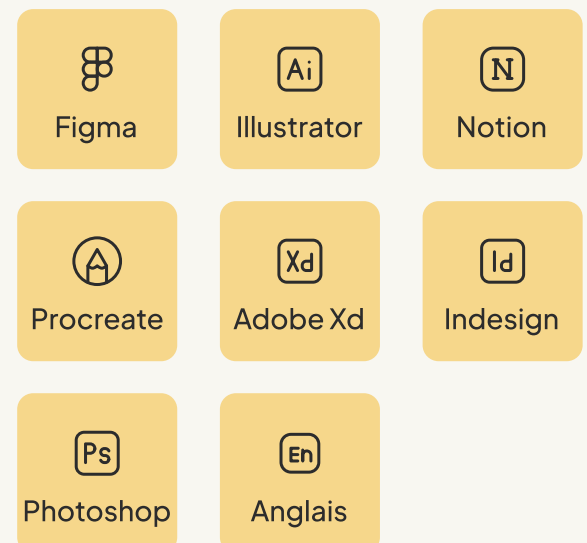 Figma
Ai
Illustrator
N
Notion
Procreate
Xd
Adobe Xd
Id
Indesign
Ps
Photoshop
En
Anglais